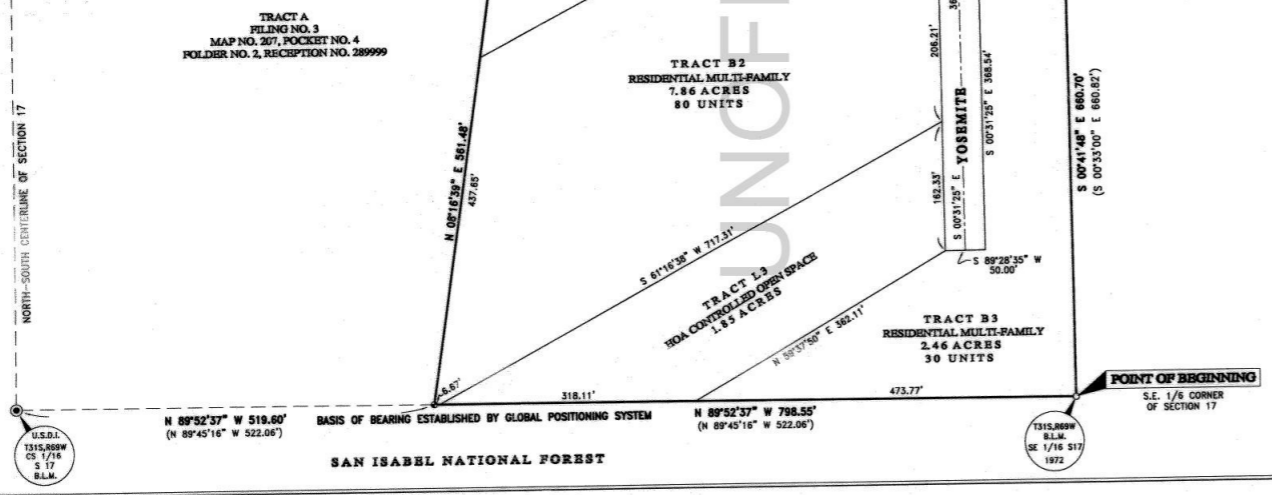 TRACT A
FILING NO. 3
MAP NO. 207, POCKET NO. 4
FOLDER NO. 2, RECEPTION NO. 289999
NORTH-SOUTH CENTERLINE OF SECTION 17
N 08°16'39" E 561.48'
437.65'
TRACT B2
RESIDENTIAL MULTI-FAMILY
7.86 ACRES
80 UNITS
UNOF
206.21'
36
162.33'
S 00°31'25" E
YOSEMITE
S 00°31'25" E 368.54'
S 00°41'48" E 660.70'
(S 00°33'00" E 660.82')
S 61°16'38" W 717.31'
TRACT L3
HOA CONTROLLED OPEN SPACE
1.85 ACRES
S 89°28'35" W
50.00'
N 59°37'50" E 362.11'
TRACT B3
RESIDENTIAL MULTI-FAMILY
2.46 ACRES
30 UNITS
6.67'
318.11'
473.77'
POINT OF BEGINNING
S.E. 1/6 CORNER
OF SECTION 17
N 89°52'37" W 519.60'
(N 89°45'16" W 522.06')
BASIS OF BEARING ESTABLISHED BY GLOBAL POSITIONING SYSTEM
N 89°52'37" W 798.55'
(N 89°45'16" W 522.06')
U.S.D.I.
T31S,R69W
CS 1/16
S 17
B.L.M.
T31S,R69W
B.L.M.
SE 1/16 S17
1972
SAN ISABEL NATIONAL FOREST